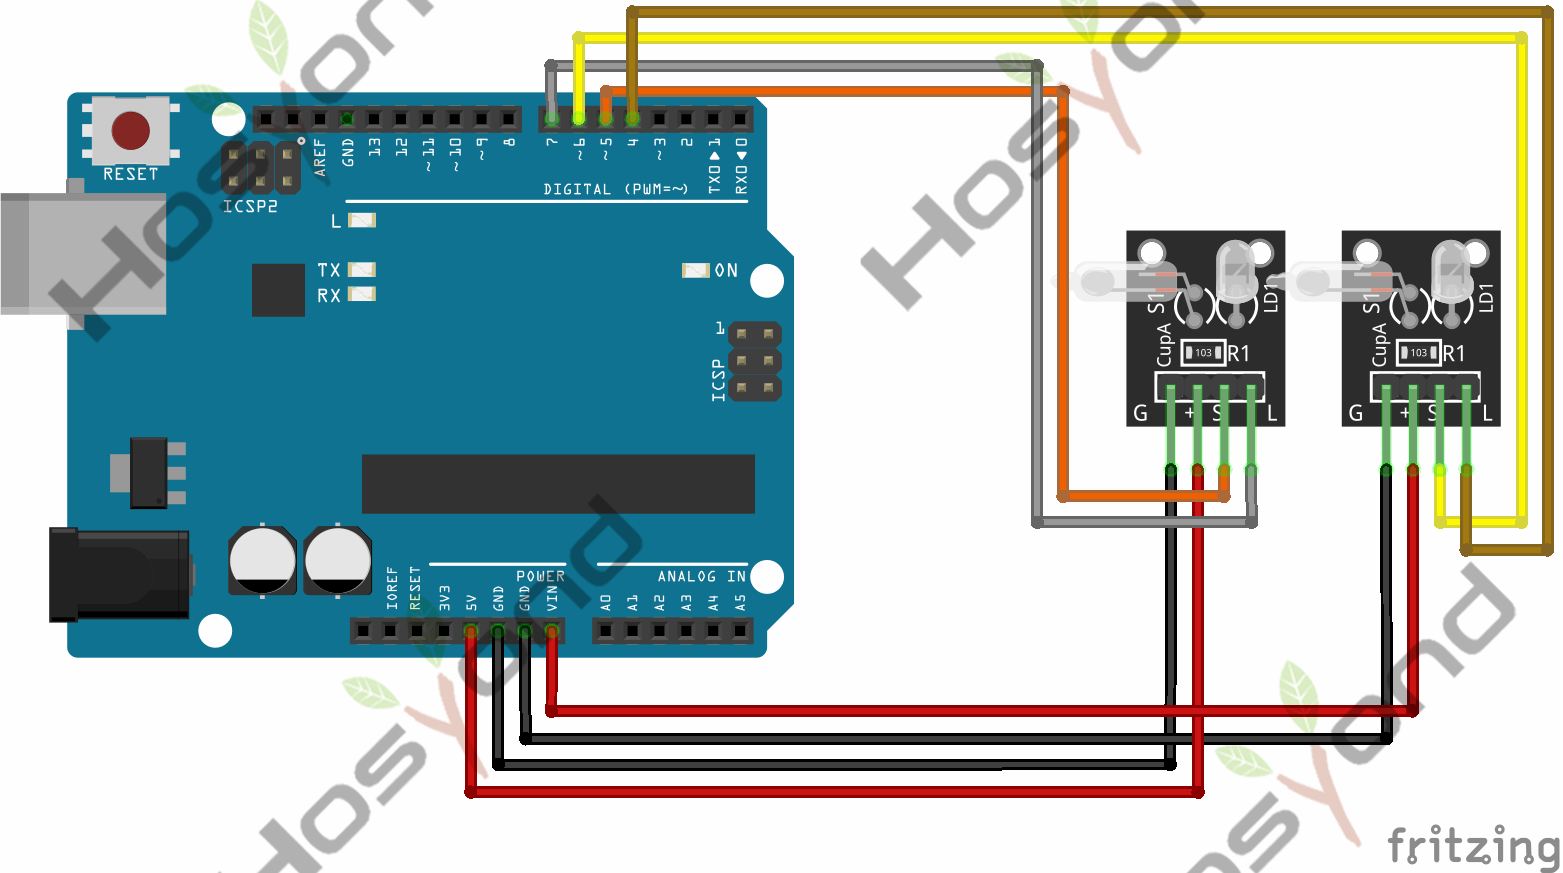 HosYond
HosYond
RESET
ICSP2
AREF
GND
13
12
~11
~10
~9
8
7
~6
~5
4
~3
2
TX0▶1
RX0◀0
DIGITAL (PWM=~)
L
TX
RX
ON
1
ICSP
IOREF
RESET
3V3
5V
GND
GND
VIN
POWER
ANALOG IN
A0
A1
A2
A3
A4
A5
S1
LD1
CupA
103
R1
G + S L
S1
LD1
CupA
103
R1
G + S L
HosYond
HosYond
fritzing